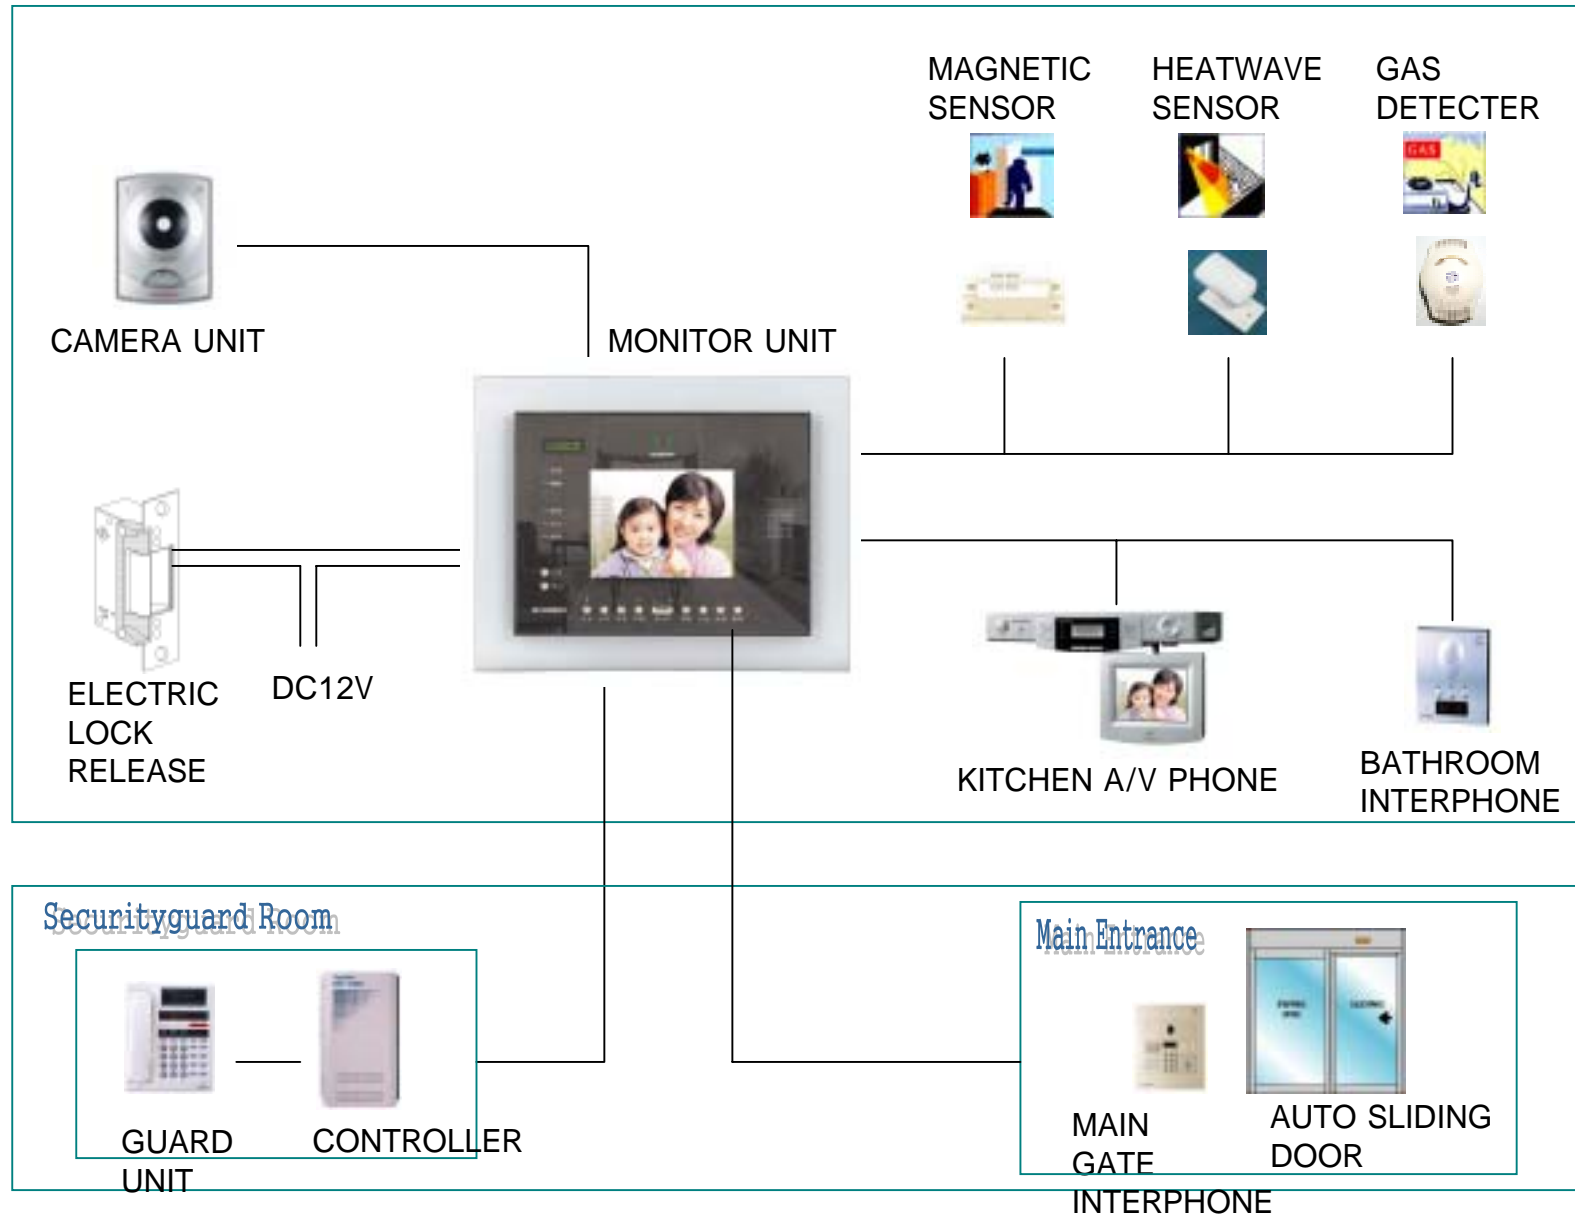 MAGNETIC
SENSOR
HEATWAVE
SENSOR
GAS
DETECTER
GAS
CAMERA UNIT
MONITOR UNIT
ELECTRIC
LOCK
RELEASE
DC12V
KITCHEN A/V PHONE
BATHROOM
INTERPHONE
Securityguard Room
Main Entrance
GUARD
UNIT
CONTROLLER
MAIN
GATE
INTERPHONE
AUTO SLIDING
DOOR